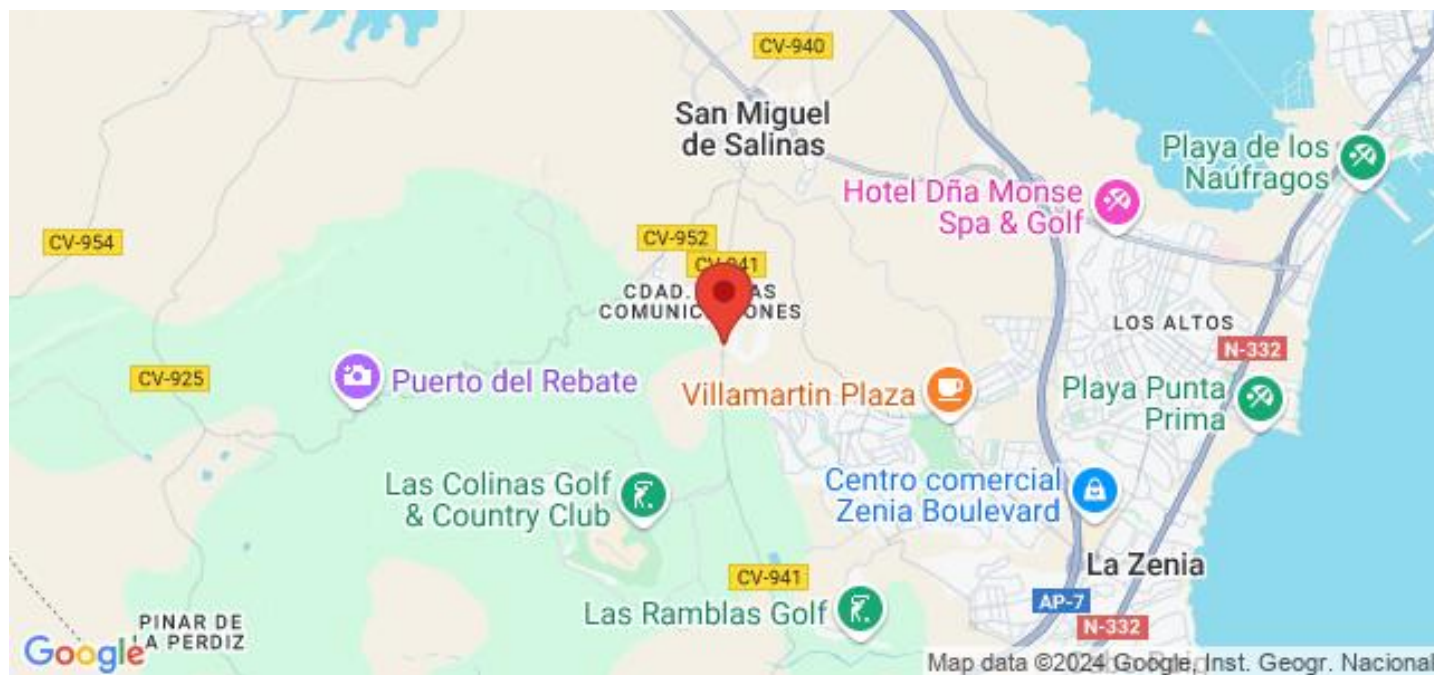 CV-940
San Miguel
de Salinas
Playa de los
Naúfragos
Hotel Dña Monse
Spa & Golf
CV-954
CV-952
CV-941
CDAD.
AS
COMUNIC
ONES
LOS ALTOS
N-332
CV-925
Puerto del Rebate
Villamartin Plaza
Playa Punta
Prima
Las Colinas Golf
& Country Club
Centro comercial
Zenia Boulevard
La Zenia
CV-941
Las Ramblas Golf
AP-7
N-332
PINAR DE
LA PERDIZ
Google
Map data ©2024 Google, Inst. Geogr. Nacional